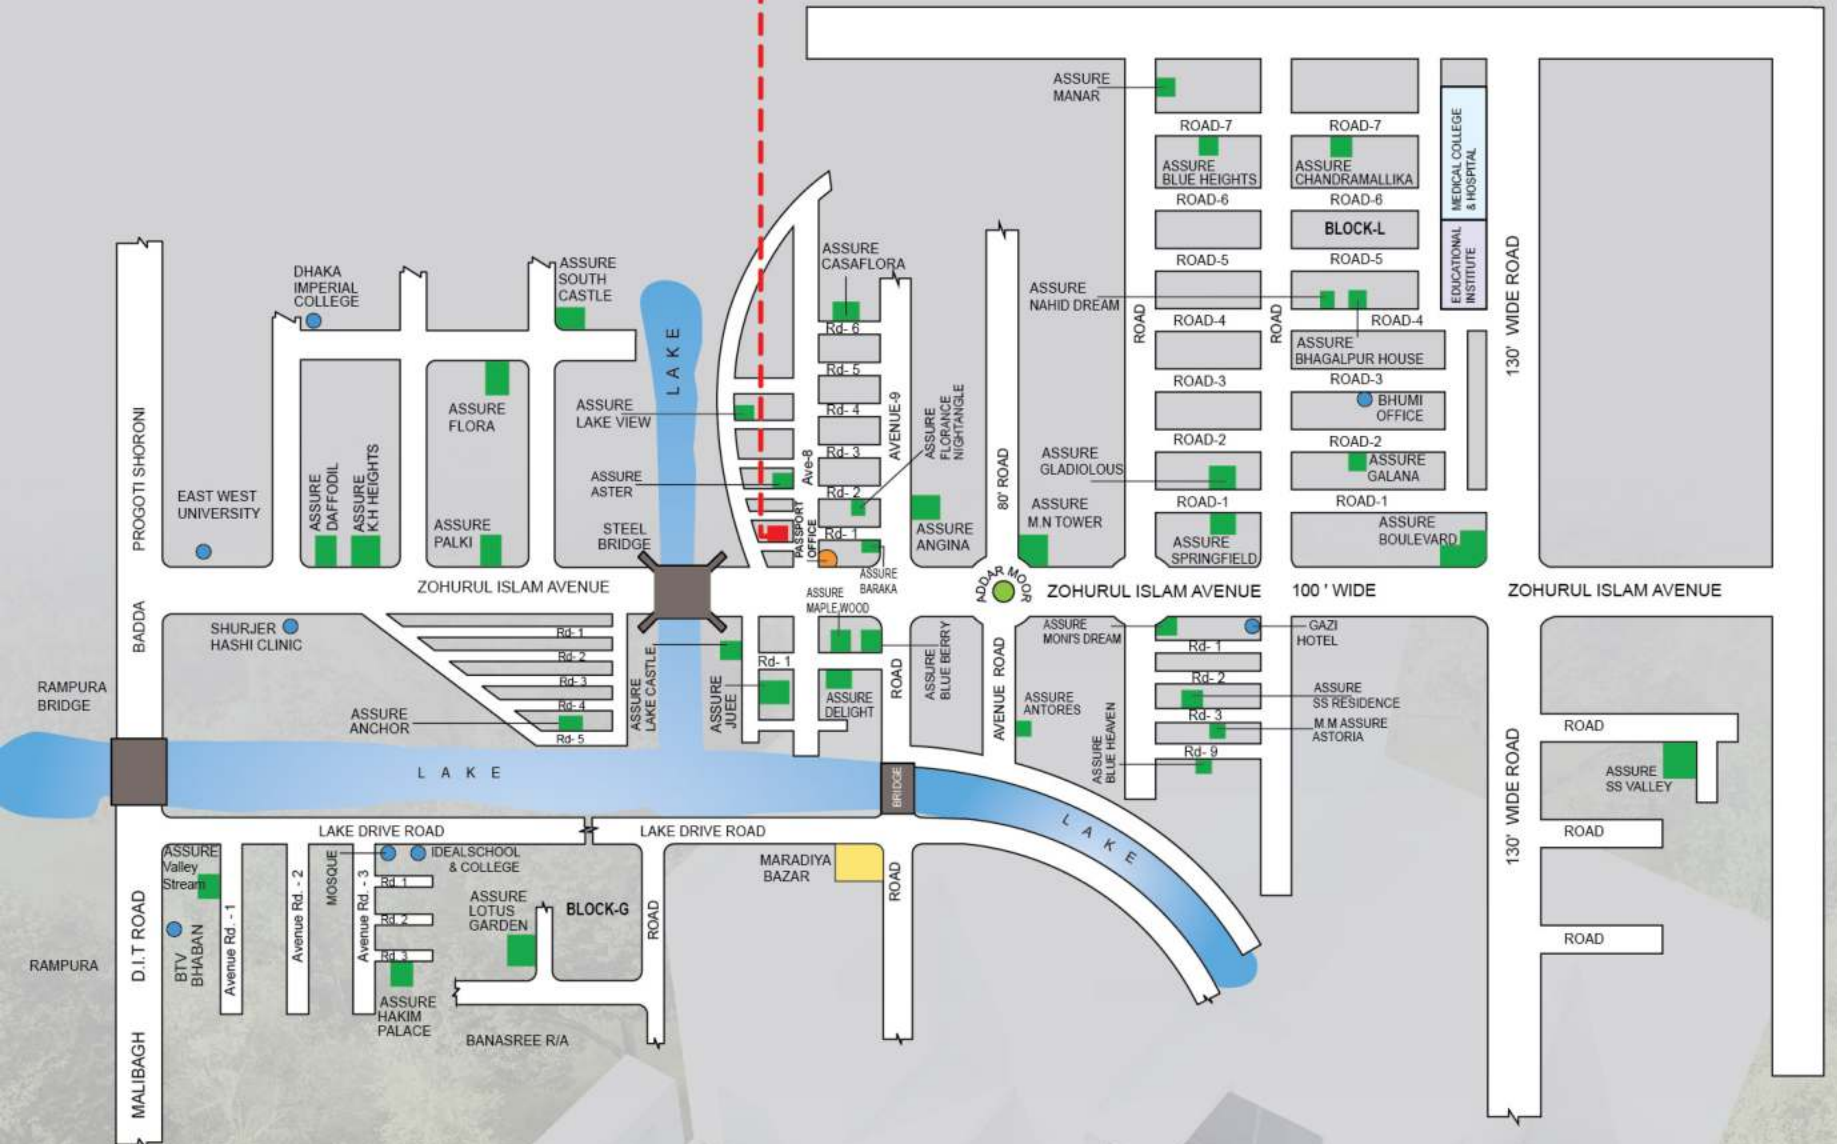 ASSURE
MANAR
ROAD-7
ROAD-7
ASSURE
BLUE HEIGHTS
ASSURE
CHANDRAMALLIKA
MEDICAL COLLEGE
& HOSPITAL
ROAD-6
ROAD-6
BLOCK-L
EDUCATIONAL
INSTITUTE
ROAD-5
ROAD-5
ASSURE
NAHID DREAM
ROAD
ROAD-4
ROAD
ROAD-4
ASSURE
BHAGALPUR HOUSE
130' WIDE ROAD
ROAD-3
ROAD-3
BHUMI
OFFICE
ROAD-2
ROAD-2
ASSURE
GLADIOLOUS
ASSURE
GALANA
ROAD-1
ROAD-1
ASSURE
M.N TOWER
ASSURE
SPRINGFIELD
ASSURE
BOULEVARD
DHAKA
IMPERIAL
COLLEGE
ASSURE
SOUTH
CASTLE
LAKE
ASSURE
CASAFLORA
Rd- 6
Rd- 5
Rd- 4
Rd- 3
Rd- 2
Rd- 1
AVENUE-9
Ave-8
ASSURE
FLORANCE
NIGHTANGLE
80' ROAD
ASSURE
LAKE VIEW
ASSURE
FLORA
ASSURE
ASTER
PROGOTI SHORONI
EAST WEST
UNIVERSITY
ASSURE
DAFFODIL
ASSURE
K.H HEIGHTS
ASSURE
PALKI
STEEL
BRIDGE
PASSPORT
OFFICE
ASSURE
ANGINA
ASSURE
BARAKA
ADDAR MOOR
ZOHURUL ISLAM AVENUE
ZOHURUL ISLAM AVENUE
100 ' WIDE
ZOHURUL ISLAM AVENUE
BADDA
SHURJER
HASHI CLINIC
Rd- 1
Rd- 2
Rd- 3
Rd- 4
Rd- 5
ASSURE
ANCHOR
ASSURE
LAKE CASTLE
ASSURE
JUEE
ASSURE
MAPLE WOOD
Rd- 1
ASSURE
DELIGHT
ROAD
ASSURE
BLUE BERRY
AVENUE ROAD
ASSURE
MONI'S DREAM
GAZI
HOTEL
Rd- 1
Rd- 2
ASSURE
SS RESIDENCE
Rd- 3
M.M ASSURE
ASTORIA
Rd- 9
ASSURE
ANTORES
ASSURE
BLUE HEAVEN
130' WIDE ROAD
ROAD
ASSURE
SS VALLEY
ROAD
ROAD
RAMPURA
BRIDGE
LAKE
BRIDGE
LAKE
LAKE DRIVE ROAD
LAKE DRIVE ROAD
ASSURE
Valley
Stream
MOSQUE
IDEALSCHOOL
& COLLEGE
MARADIYA
BAZAR
ROAD
D.I.T ROAD
BTV
BHABAN
Avenue Rd. - 1
Avenue Rd. - 2
Avenue Rd. - 3
Rd. 1
Rd. 2
Rd. 3
ASSURE
LOTUS
GARDEN
BLOCK-G
ROAD
RAMPURA
ASSURE
HAKIM
PALACE
BANASREE R/A
MALIBAGH